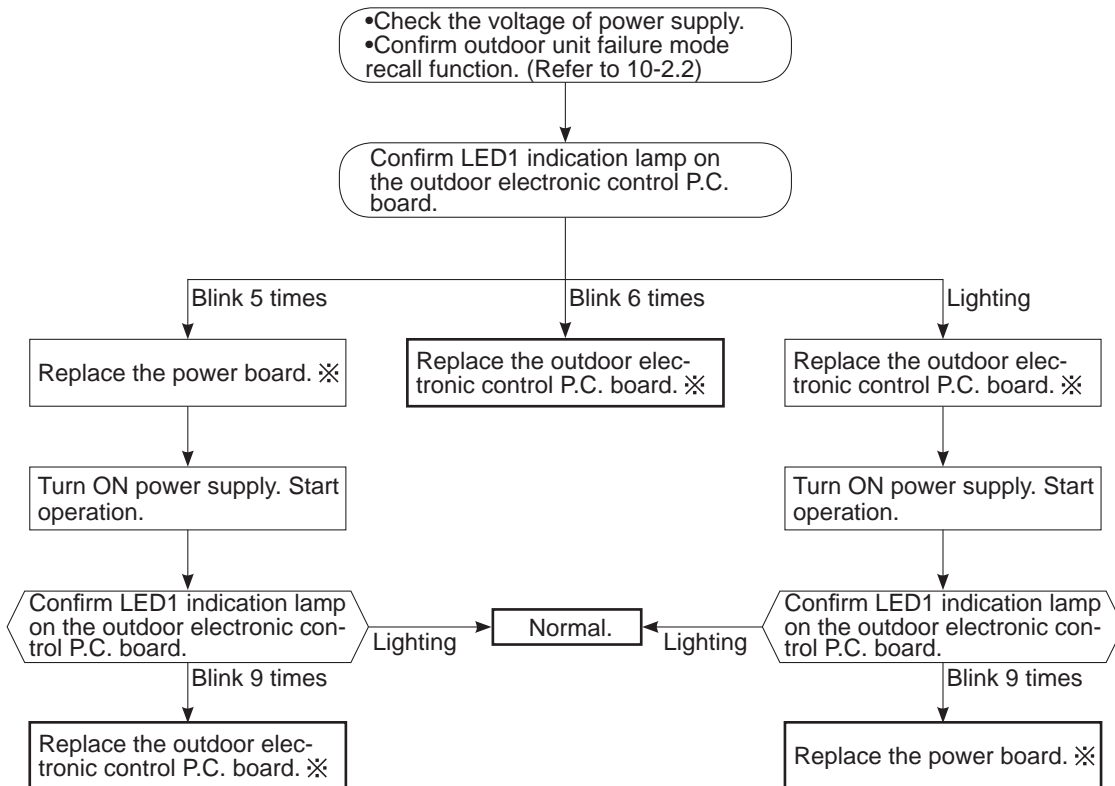 •Check the voltage of power supply.
•Confirm outdoor unit failure mode
recall function. (Refer to 10-2.2)
Confirm LED1 indication lamp on
the outdoor electronic control P.C.
board.
Blink 5 times
Blink 6 times
Lighting
Replace the power board. ※
Replace the outdoor elec-
tronic control P.C. board. ※
Replace the outdoor elec-
tronic control P.C. board. ※
Turn ON power supply. Start
operation.
Turn ON power supply. Start
operation.
Confirm LED1 indication lamp
on the outdoor electronic con-
trol P.C. board.
Lighting
Normal.
Lighting
Confirm LED1 indication lamp
on the outdoor electronic con-
trol P.C. board.
Blink 9 times
Blink 9 times
Replace the outdoor elec-
tronic control P.C. board. ※
Replace the power board. ※